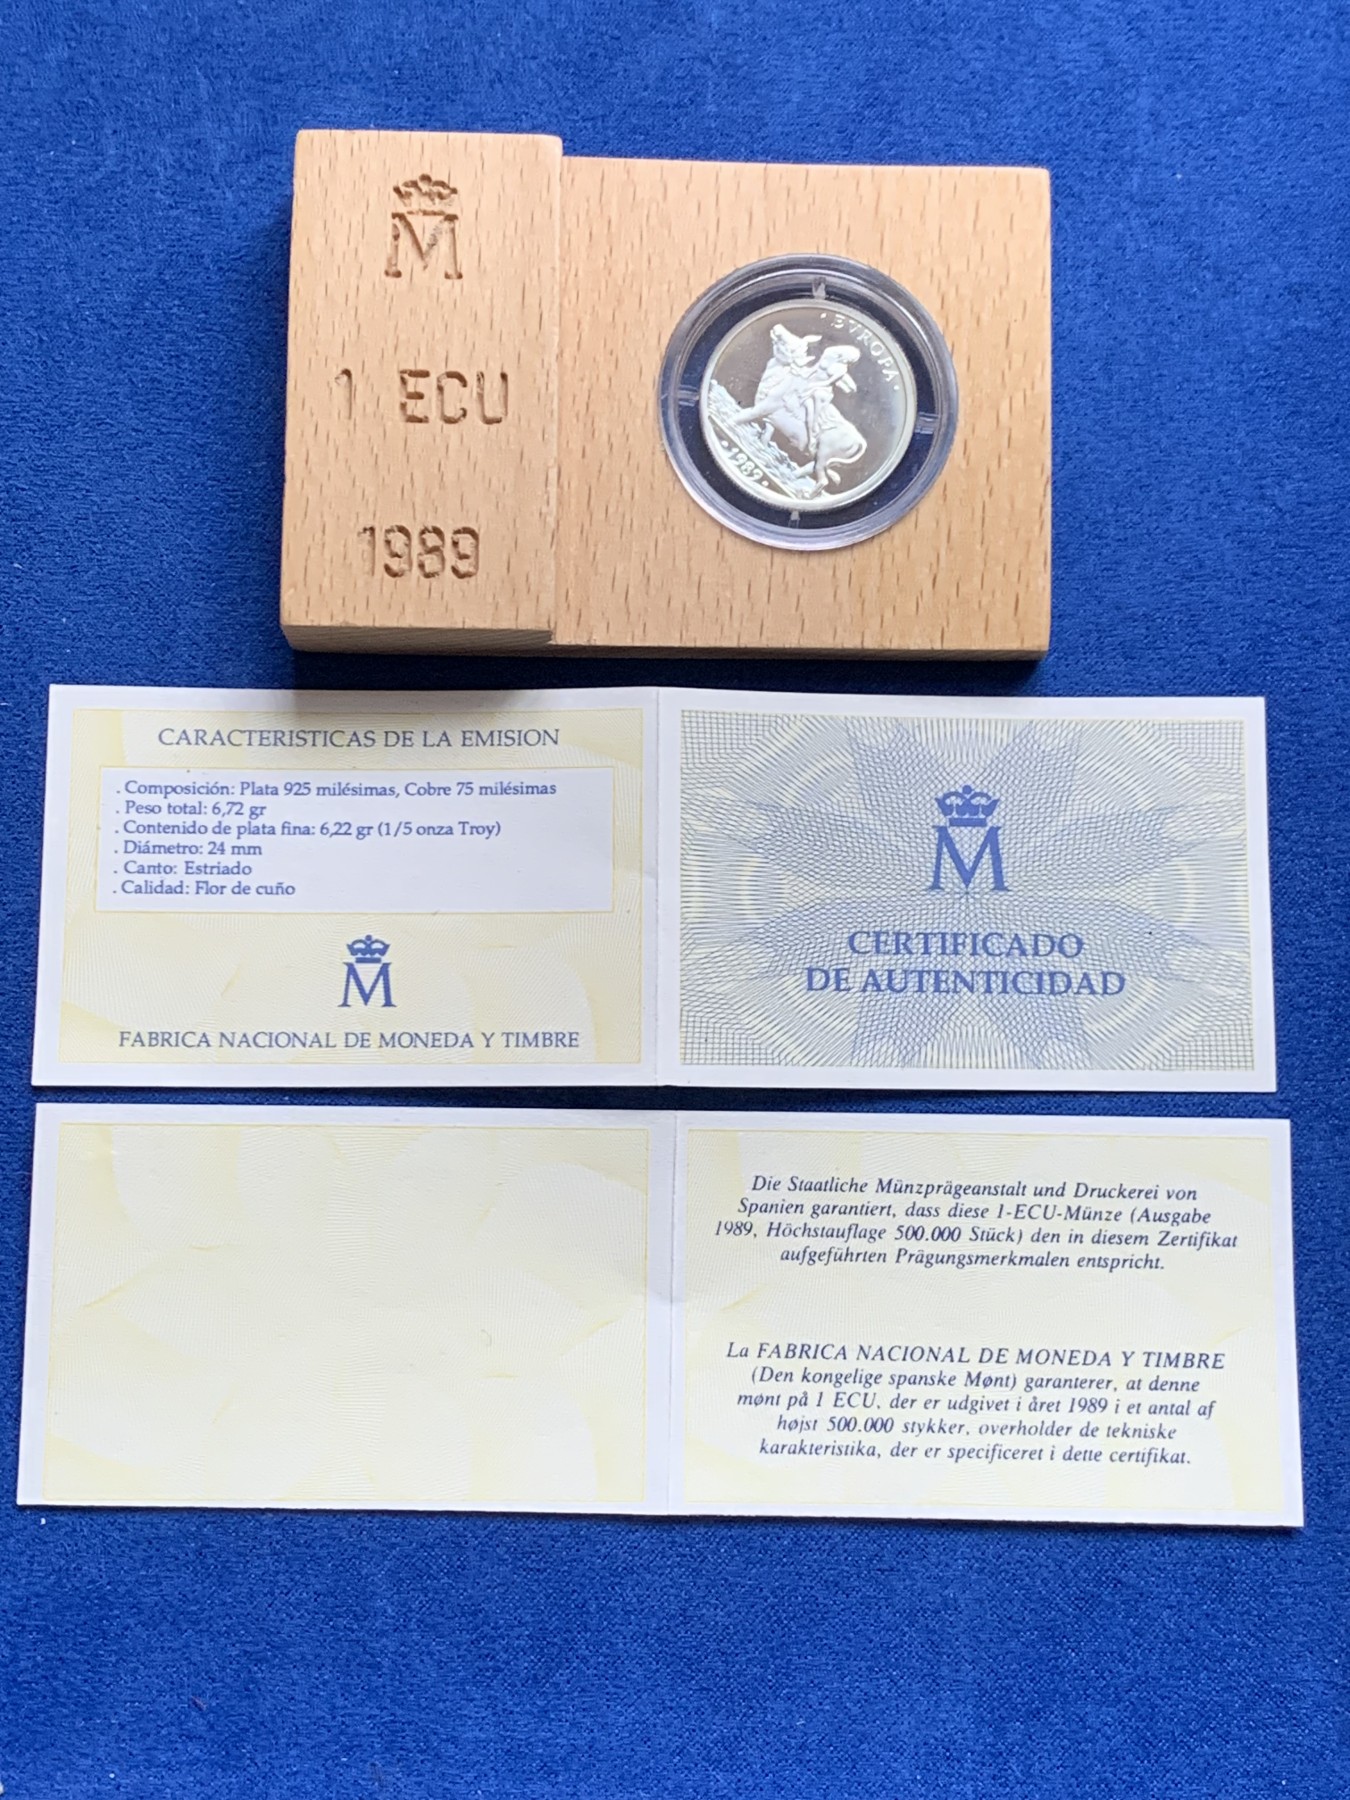 M
1 ECU
1989
• EVROPA •
• 1989 •
CARACTERISTICAS DE LA EMISION
. Composición: Plata 925 milésimas, Cobre 75 milésimas
. Peso total: 6,72 gr
. Contenido de plata fina: 6,22 gr (1/5 onza Troy)
. Diámetro: 24 mm
. Canto: Estriado
. Calidad: Flor de cuño
M
FABRICA NACIONAL DE MONEDA Y TIMBRE
M
CERTIFICADO
DE AUTENTICIDAD
Die Staatliche Münzprägeanstalt und Druckerei von
Spanien garantiert, dass diese 1-ECU-Münze (Ausgabe
1989, Höchstauflage 500.000 Stück) den in diesem Zertifikat
aufgeführten Prägungsmerkmalen entspricht.
La FABRICA NACIONAL DE MONEDA Y TIMBRE
(Den kongelige spanske Mønt) garanterer, at denne
mønt på 1 ECU, der er udgivet i året 1989 i et antal af
højst 500.000 stykker, overholder de tekniske
karakteristika, der er specificeret i dette certifikat.